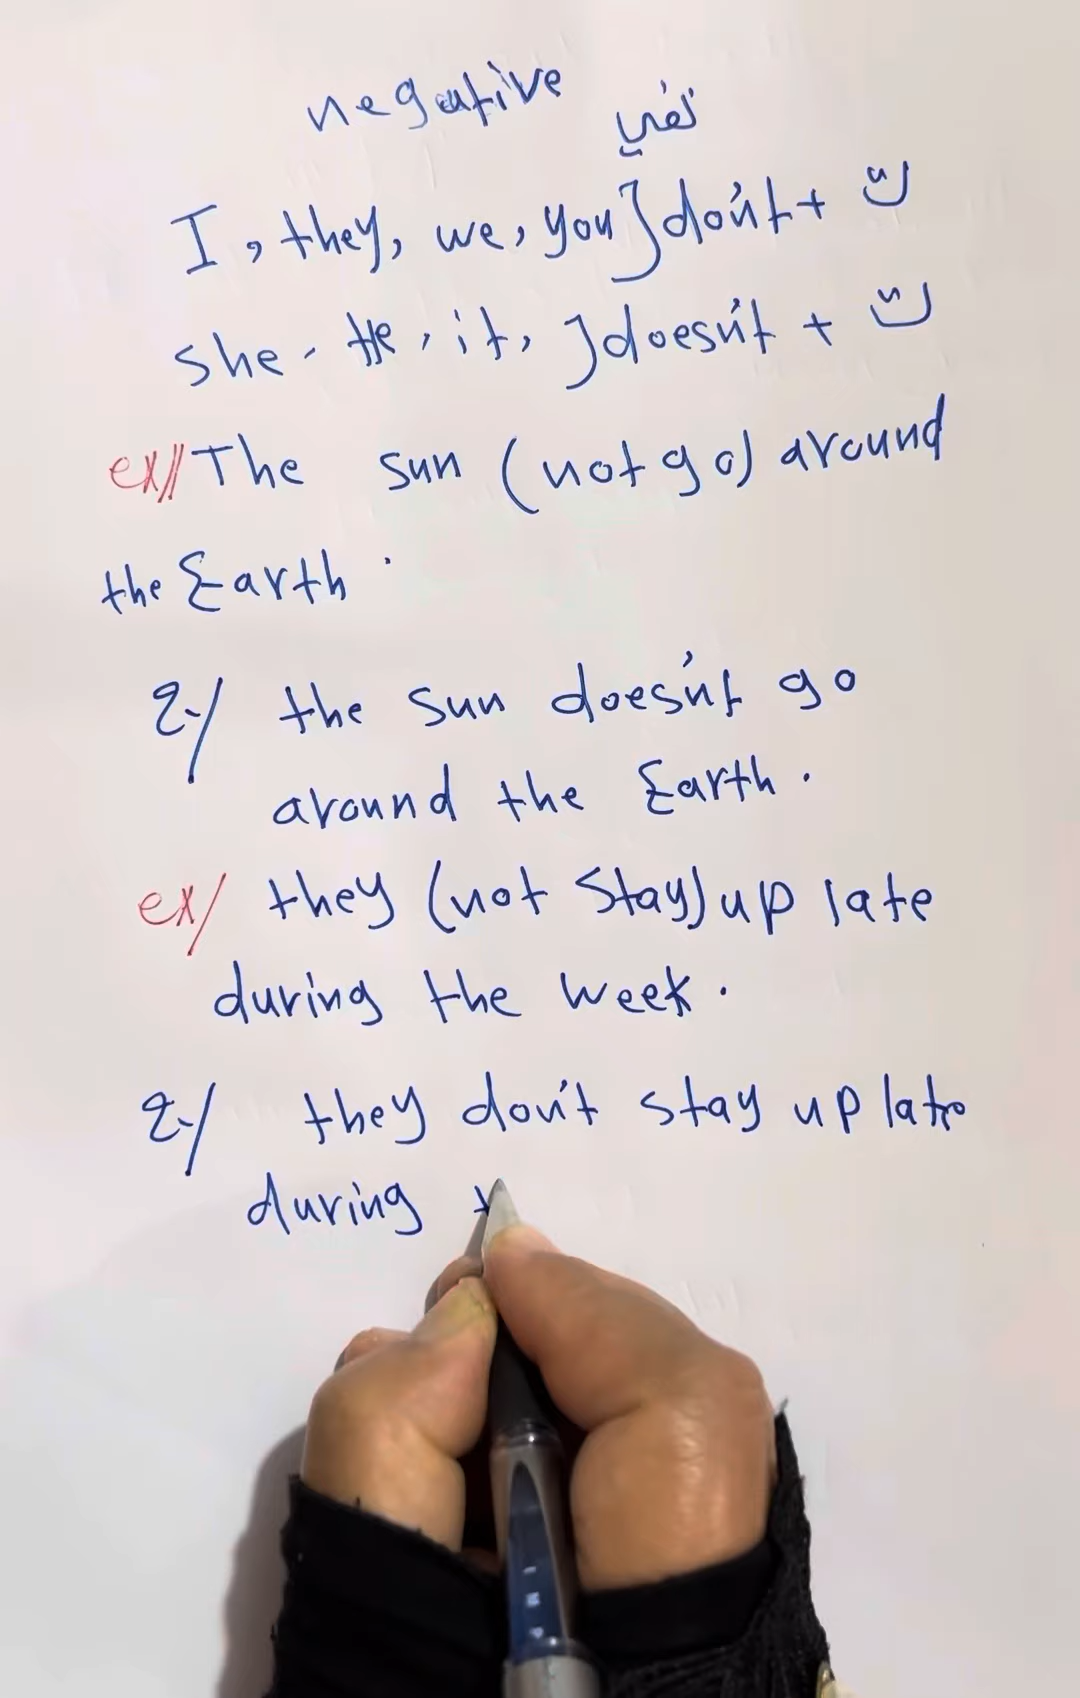 negative نفي
I, they, we, you } don't + ل"
she - He, it, } doesn't + ل"
ex// The sun (not go) around
the Earth.
2-/ the sun doesn't go
around the Earth.
ex/ they (not stay) up late
during the week.
2-/ they don't stay up late
during t